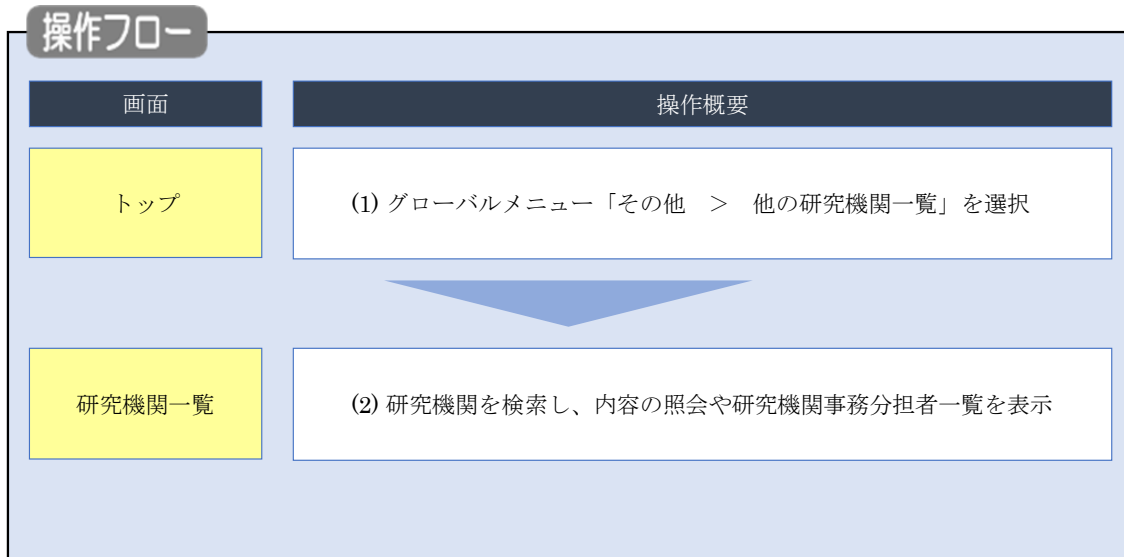 操作フロー
画面
操作概要
トップ
(1) グローバルメニュー「その他　＞　他の研究機関一覧」を選択
研究機関一覧
(2) 研究機関を検索し、内容の照会や研究機関事務分担者一覧を表示